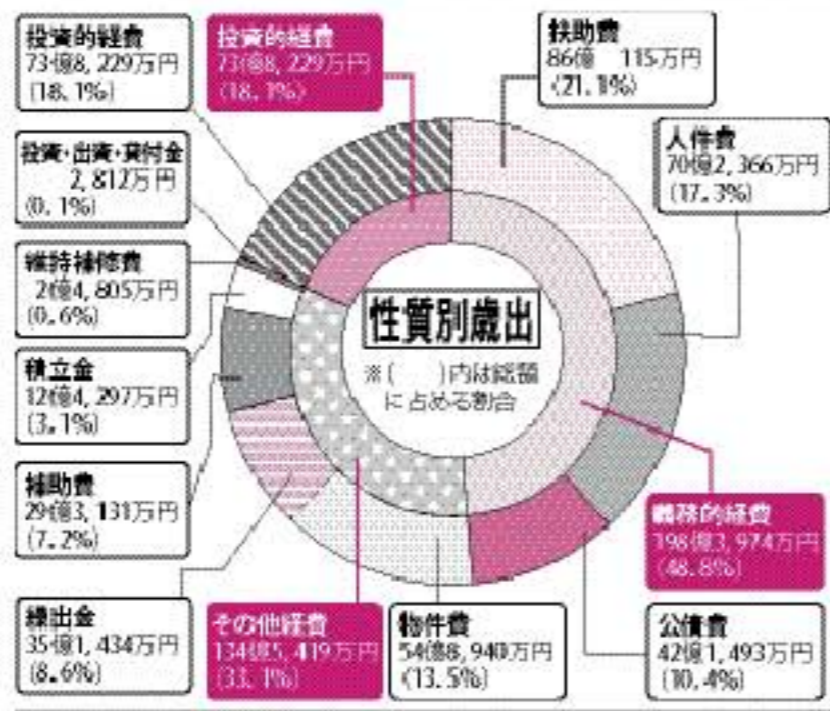 投資的経費
73億8,229万円
(18.1%)
投資的経費
73億8,229万円
(18.1%)
扶助費
86億 115万円
(21.1%)
人件費
70億2,366万円
(17.3%)
投資・出資・貸付金
2,812万円
(0.1%)
維持補修費
2億4,805万円
(0.6%)
積立金
12億4,297万円
(3.1%)
補助費
29億3,131万円
(7.2%)
繰出金
35億1,434万円
(8.6%)
その他経費
134億5,419万円
(33.1%)
物件費
54億8,940万円
(13.5%)
公債費
42億1,493万円
(10.4%)
義務的経費
198億3,974万円
(48.8%)
性質別歳出
※( )内は総額
に占める割合